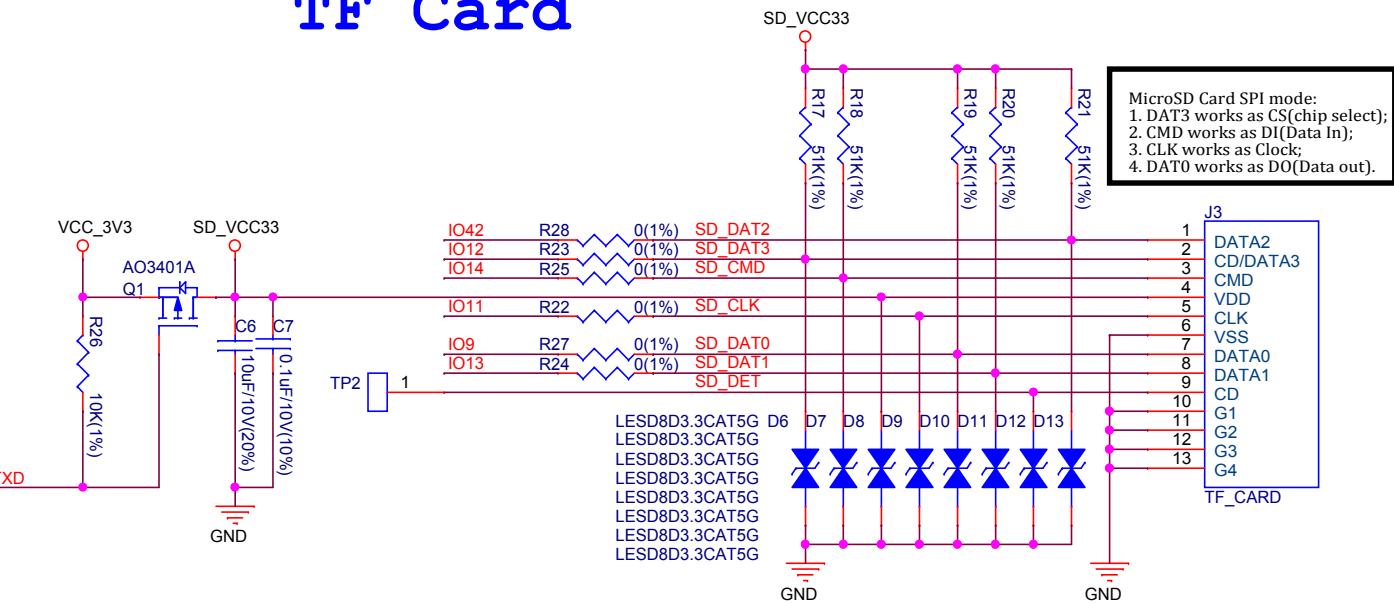 TF Card
SD_VCC33
R17
51K(1%)
R18
51K(1%)
R19
51K(1%)
R20
51K(1%)
R21
51K(1%)
MicroSD Card SPI mode:
1. DAT3 works as CS(chip select);
2. CMD works as DI(Data In);
3. CLK works as Clock;
4. DAT0 works as DO(Data out).
VCC_3V3
SD_VCC33
AO3401A
Q1
R26
10K(1%)
C6
10uF/10V(20%)
C7
0.1uF/10V(10%)
TXD
GND
IO42 R28 0(1%) SD_DAT2
IO12 R23 0(1%) SD_DAT3
IO14 R25 0(1%) SD_CMD
IO11 R22 0(1%) SD_CLK
IO9 R27 0(1%) SD_DAT0
IO13 R24 0(1%) SD_DAT1
SD_DET
TP2 1
J3
1 DATA2
2 CD/DATA3
3 CMD
4 VDD
5 CLK
6 VSS
7 DATA0
8 DATA1
9 CD
10 G1
11 G2
12 G3
13 G4
TF_CARD
LESD8D3.3CAT5G D6 D7 D8 D9 D10 D11 D12 D13
LESD8D3.3CAT5G
LESD8D3.3CAT5G
LESD8D3.3CAT5G
LESD8D3.3CAT5G
LESD8D3.3CAT5G
LESD8D3.3CAT5G
LESD8D3.3CAT5G
GND
GND